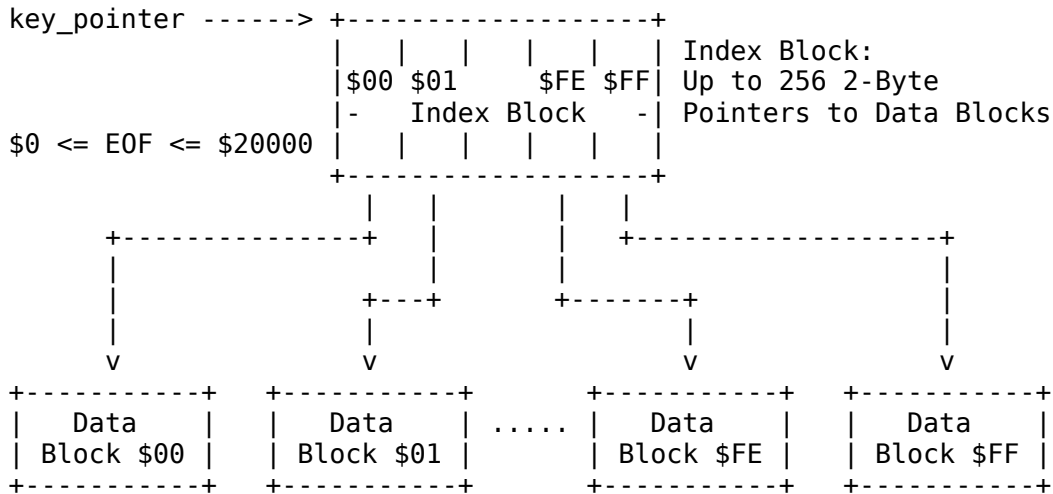 key_pointer ------> +-------------------+
                    |   |   |   |   |   | Index Block:
                    |$00 $01     $FE $FF| Up to 256 2-Byte
                    |-   Index Block   -| Pointers to Data Blocks
$0 <= EOF <= $20000 |   |   |   |   |   |
                    +-------------------+
                      |   |       |   |
      +---------------+   |       |   +-------------------+
      |                   |       |                       |
      |               +---+       +-------+               |
      |               |                   |               |
      v               v                   v               v
+-----------+   +-----------+       +-----------+   +-----------+
|   Data    |   |   Data    | ..... |   Data    |   |   Data    |
| Block $00 |   | Block $01 |       | Block $FE |   | Block $FF |
+-----------+   +-----------+       +-----------+   +-----------+